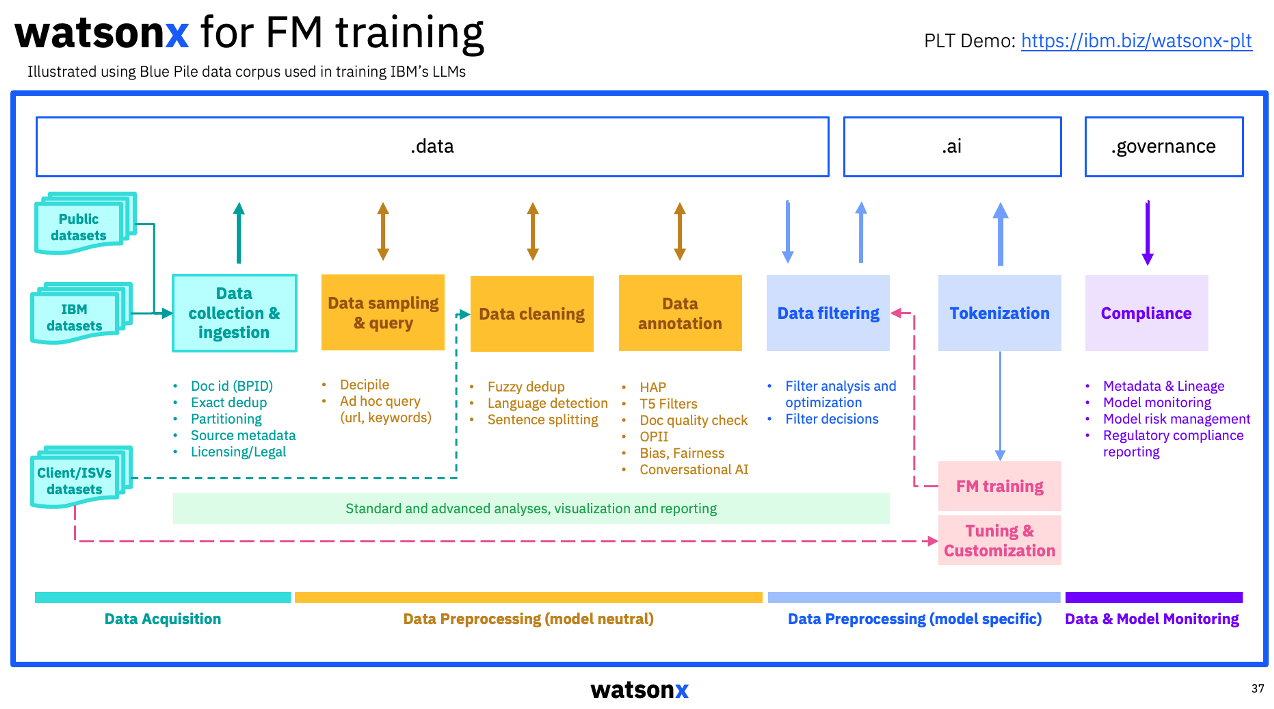 watsonx for FM training
PLT Demo: https://ibm.biz/watsonx-plt
Illustrated using Blue Pile data corpus used in training IBM's LLMs
.data
.ai
.governance
Public
datasets
IBM
datasets
Client/ISVs
datasets
Data
collection &
ingestion
• Doc id (BPID)
• Exact dedup
• Partitioning
• Source metadata
• Licensing/Legal
Data sampling
& query
• Decipile
• Ad hoc query
(url, keywords)
Data cleaning
• Fuzzy dedup
• Language detection
• Sentence splitting
Data
annotation
• HAP
• T5 Filters
• Doc quality check
• OPII
• Bias, Fairness
• Conversational AI
Data filtering
• Filter analysis and
optimization
• Filter decisions
Tokenization
FM training
Tuning &
Customization
Compliance
• Metadata & Lineage
• Model monitoring
• Model risk management
• Regulatory compliance
reporting
Standard and advanced analyses, visualization and reporting
Data Acquisition
Data Preprocessing (model neutral)
Data Preprocessing (model specific)
Data & Model Monitoring
watsonx
37